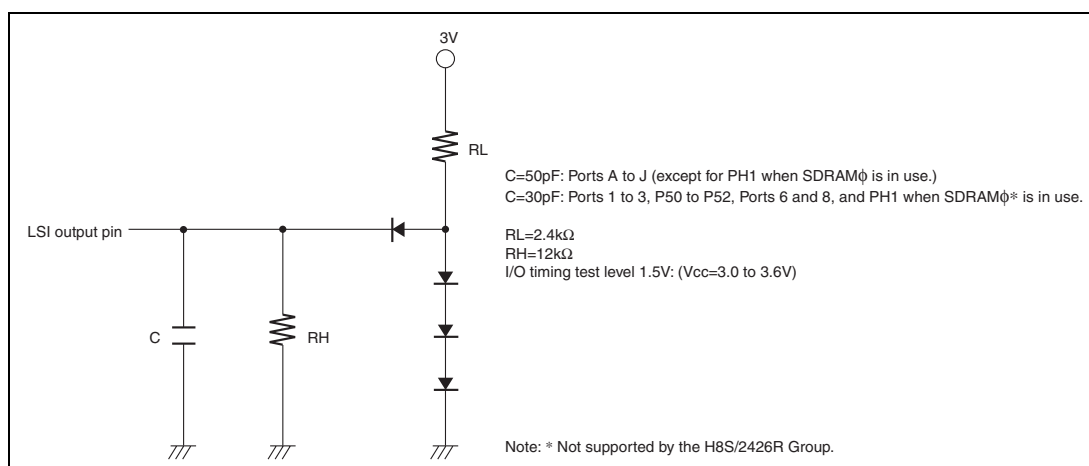 3V
RL
C=50pF: Ports A to J (except for PH1 when SDRAMϕ is in use.)
C=30pF: Ports 1 to 3, P50 to P52, Ports 6 and 8, and PH1 when SDRAMϕ* is in use.
LSI output pin
RL=2.4kΩ
RH=12kΩ
I/O timing test level 1.5V: (Vcc=3.0 to 3.6V)
C
RH
Note: * Not supported by the H8S/2426R Group.